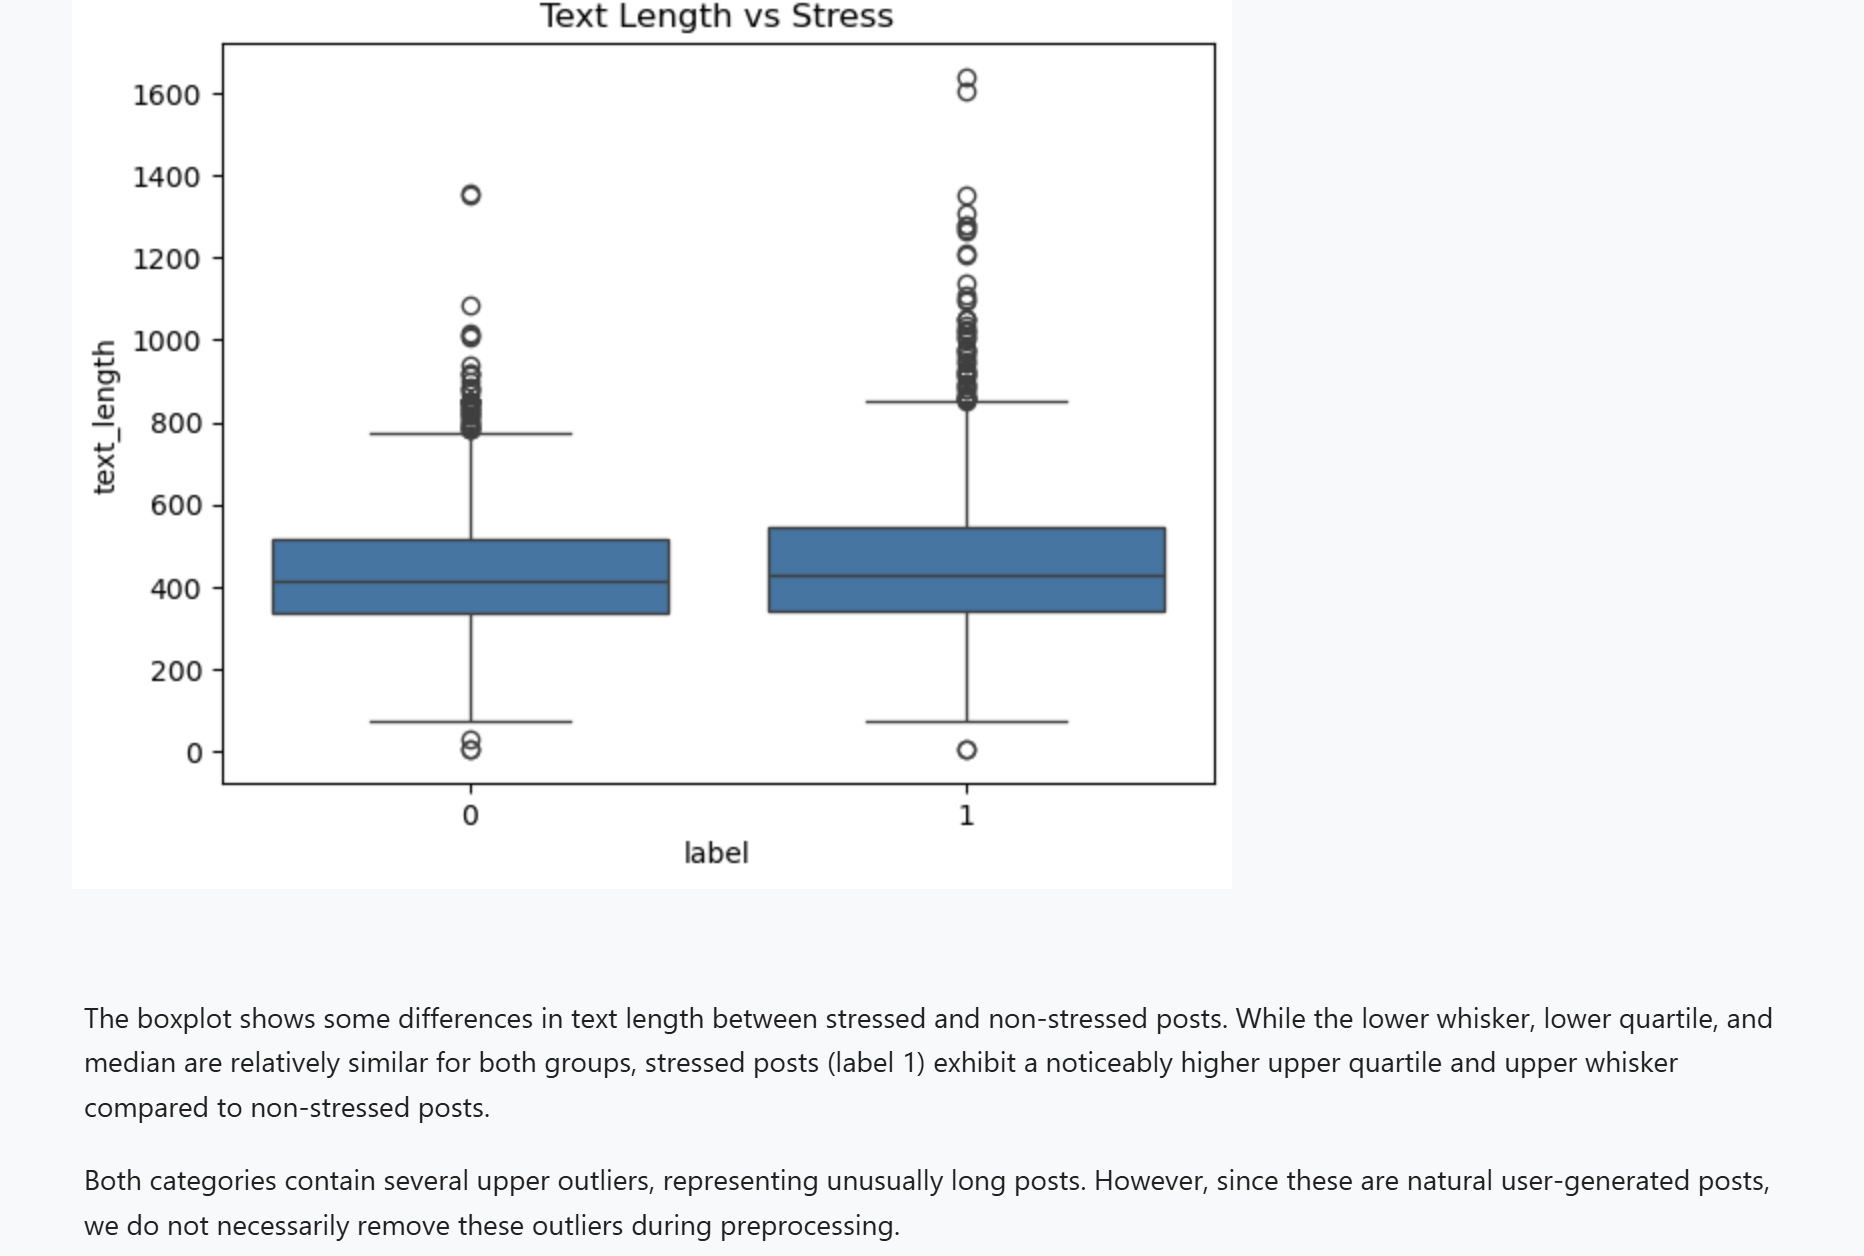 Text Length vs Stress
1600
1400
1200
1000
800
600
400
200
0
text_length
0
1
label
The boxplot shows some differences in text length between stressed and non-stressed posts. While the lower whisker, lower quartile, and
median are relatively similar for both groups, stressed posts (label 1) exhibit a noticeably higher upper quartile and upper whisker
compared to non-stressed posts.
Both categories contain several upper outliers, representing unusually long posts. However, since these are natural user-generated posts,
we do not necessarily remove these outliers during preprocessing.